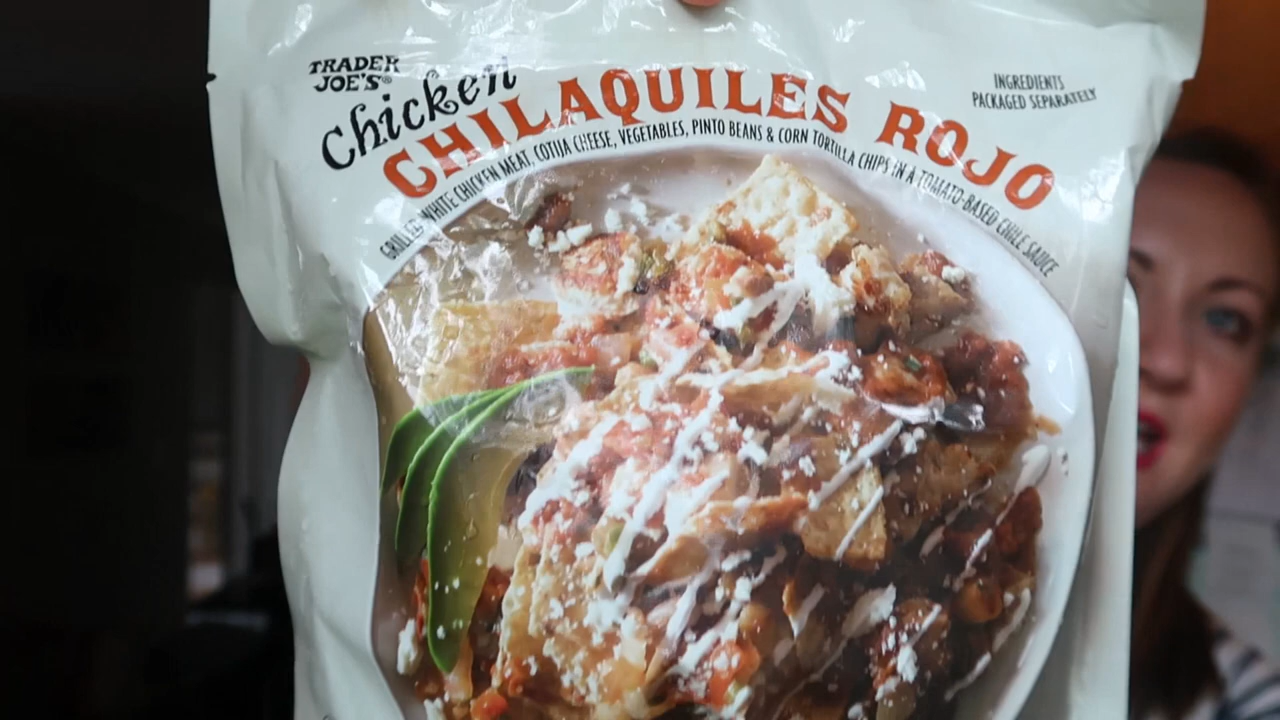 TRADER
JOE'S®
Chicken
CHILAQUILES ROJO
GRILLED WHITE CHICKEN MEAT, COTIJA CHEESE, VEGETABLES, PINTO BEANS & CORN TORTILLA CHIPS IN A TOMATO-BASED CHILE SAUCE
INGREDIENTS
PACKAGED SEPARATELY